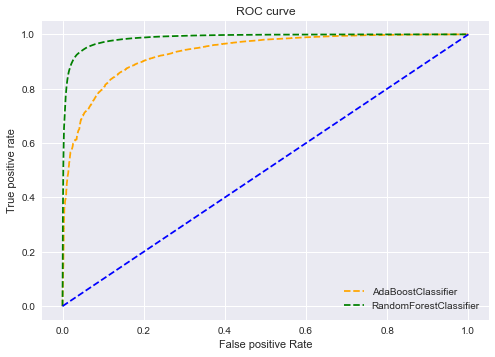 ROC curve
1.0
0.8
0.6
0.4
0.2
0.0
True positive rate
AdaBoostClassifier
RandomForestClassifier
0.0 0.2 0.4 0.6 0.8 1.0
False positive Rate